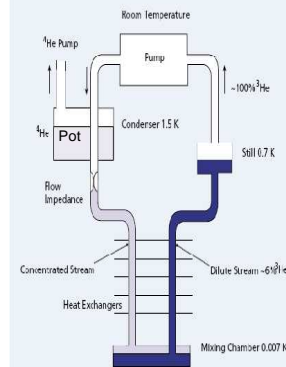 Room Temperature
⁴He Pump
Pump
~100% ³He
Condenser 1.5 K
⁴He
Pot
Still 0.7 K
Flow
Impedance
Concentrated Stream
Dilute Stream ~6% ³He
Heat Exchangers
Mixing Chamber 0.007 K